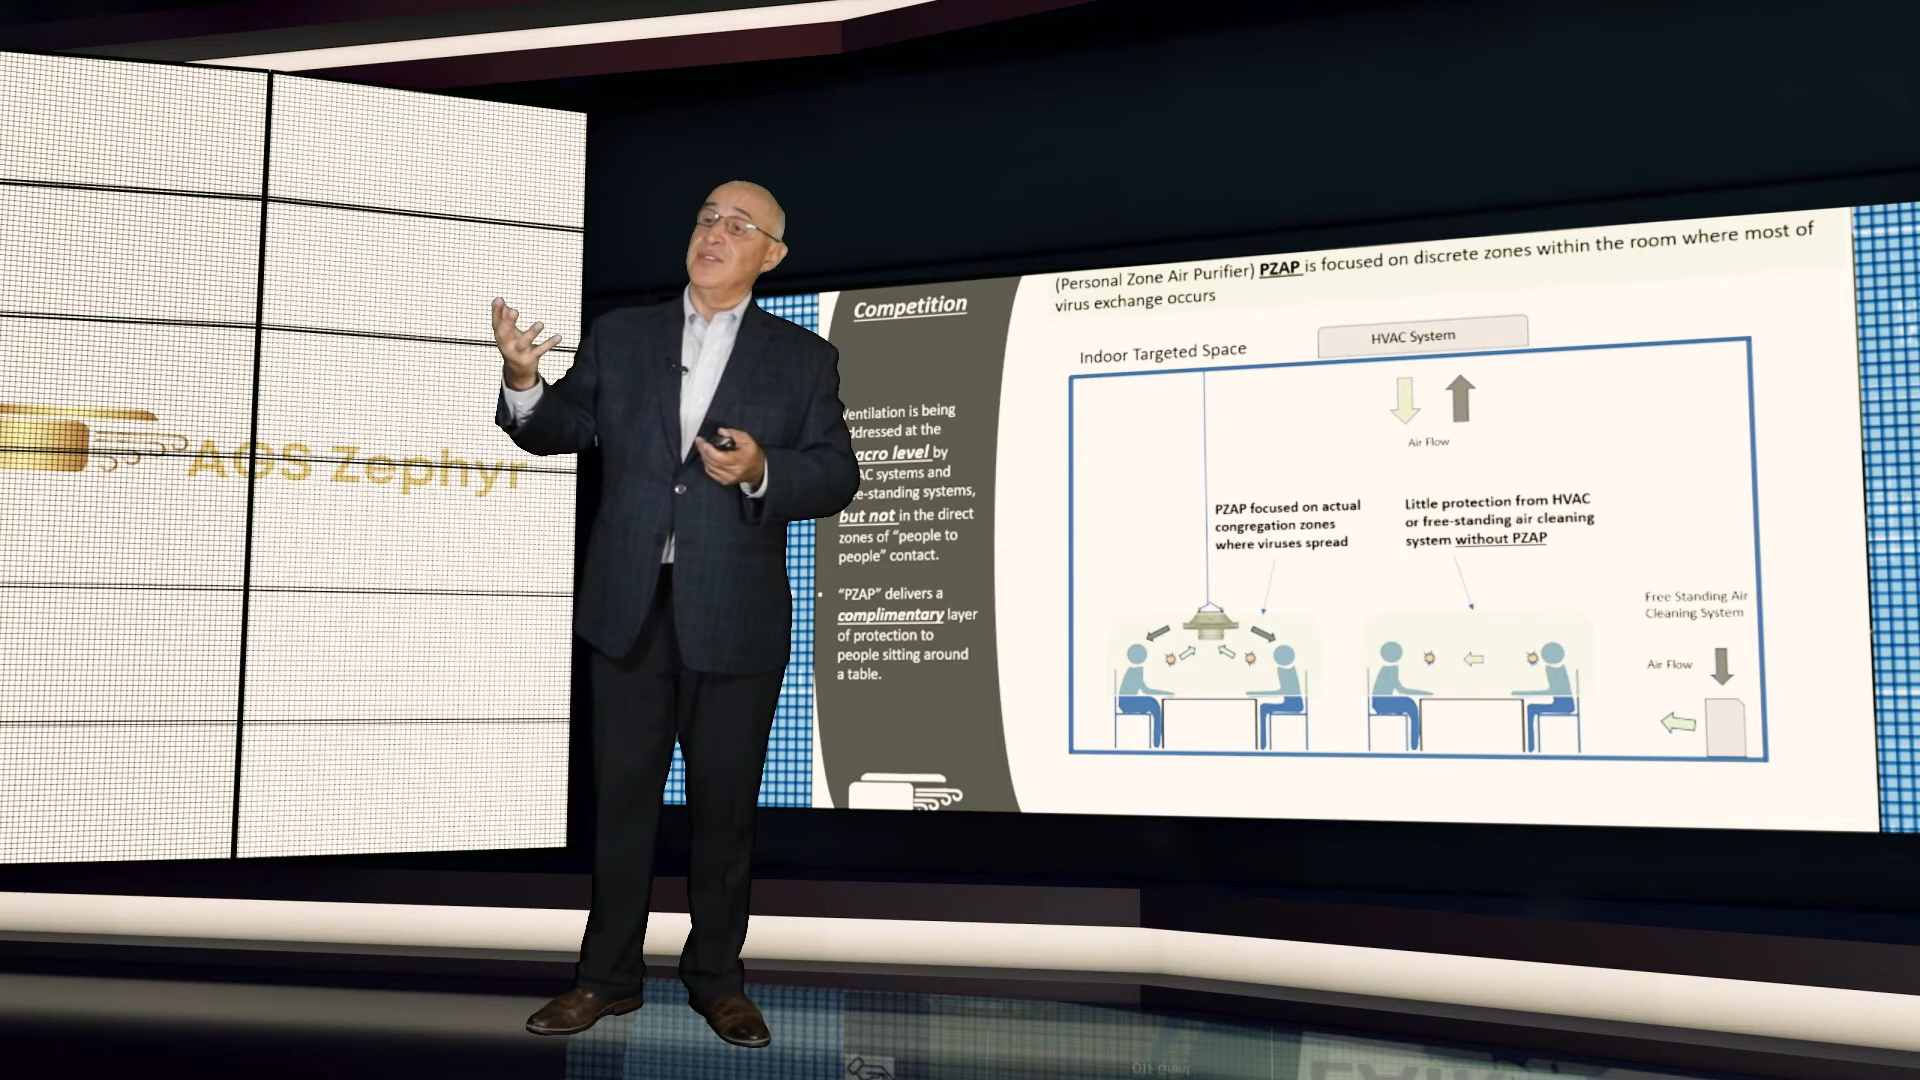 AGS Zephyr
Competition
Ventilation is being
addressed at the
macro level by
systems and
systems,
but not in the direct
zones of "people to
people" contact.
• "PZAP" delivers a
complimentary layer
of protection to
people sitting around
a table.
(Personal Zone Air Purifier) PZAP is focused on discrete zones within the room where most of
virus exchange occurs
Indoor Targeted Space
HVAC System
Air Flow
PZAP focused on actual
congregation zones
where viruses spread
Little protection from HVAC
or free-standing air cleaning
system without PZAP
Free Standing Air
Cleaning System
Air Flow